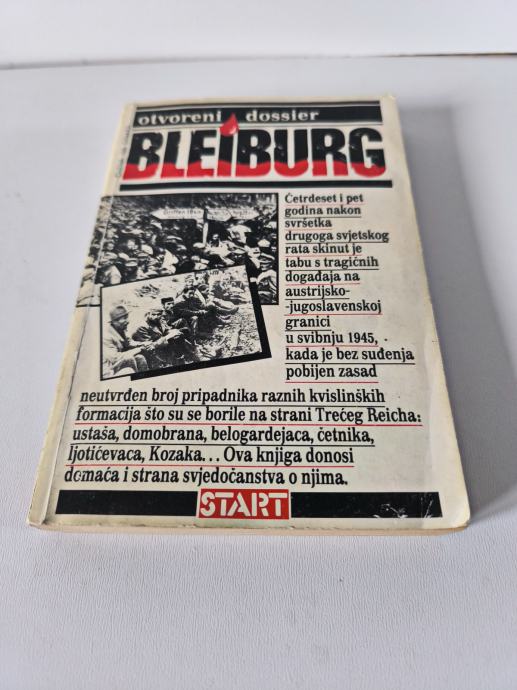 otvoreni dossier
BLEIBURG
Četrdeset i pet
godina nakon
svršetka
drugoga svjetskog
rata skinut je
tabu s tragičnih
događaja na
austrijsko-
-jugoslavenskoj
granici
u svibnju 1945,
kada je bez suđenja
pobijen zasad
neutvrđen broj pripadnika raznih kvislinških
formacija što su se borile na strani Trećeg Reicha:
ustaša, domobrana, belogardejaca, četnika,
ljotićevaca, Kozaka... Ova knjiga donosi
domaća i strana svjedočanstva o njima.
START